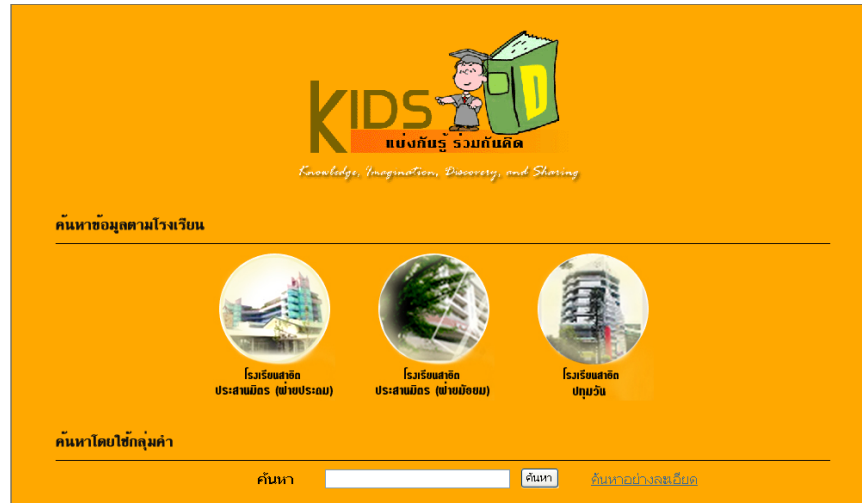 KIDS D
แบ่งกันรู้ ร่วมกันคิด
Knowledge, Imagination, Discovery, and Sharing
ค้นหาข้อมูลตามโรงเรียน
โรงเรียนสาธิต
ประสานมิตร (ฝ่ายประถม)
โรงเรียนสาธิต
ประสานมิตร (ฝ่ายมัธยม)
โรงเรียนสาธิต
ปทุมวัน
ค้นหาโดยใช้กลุ่มคำ
ค้นหา ค้นหา ค้นหาอย่างละเอียด